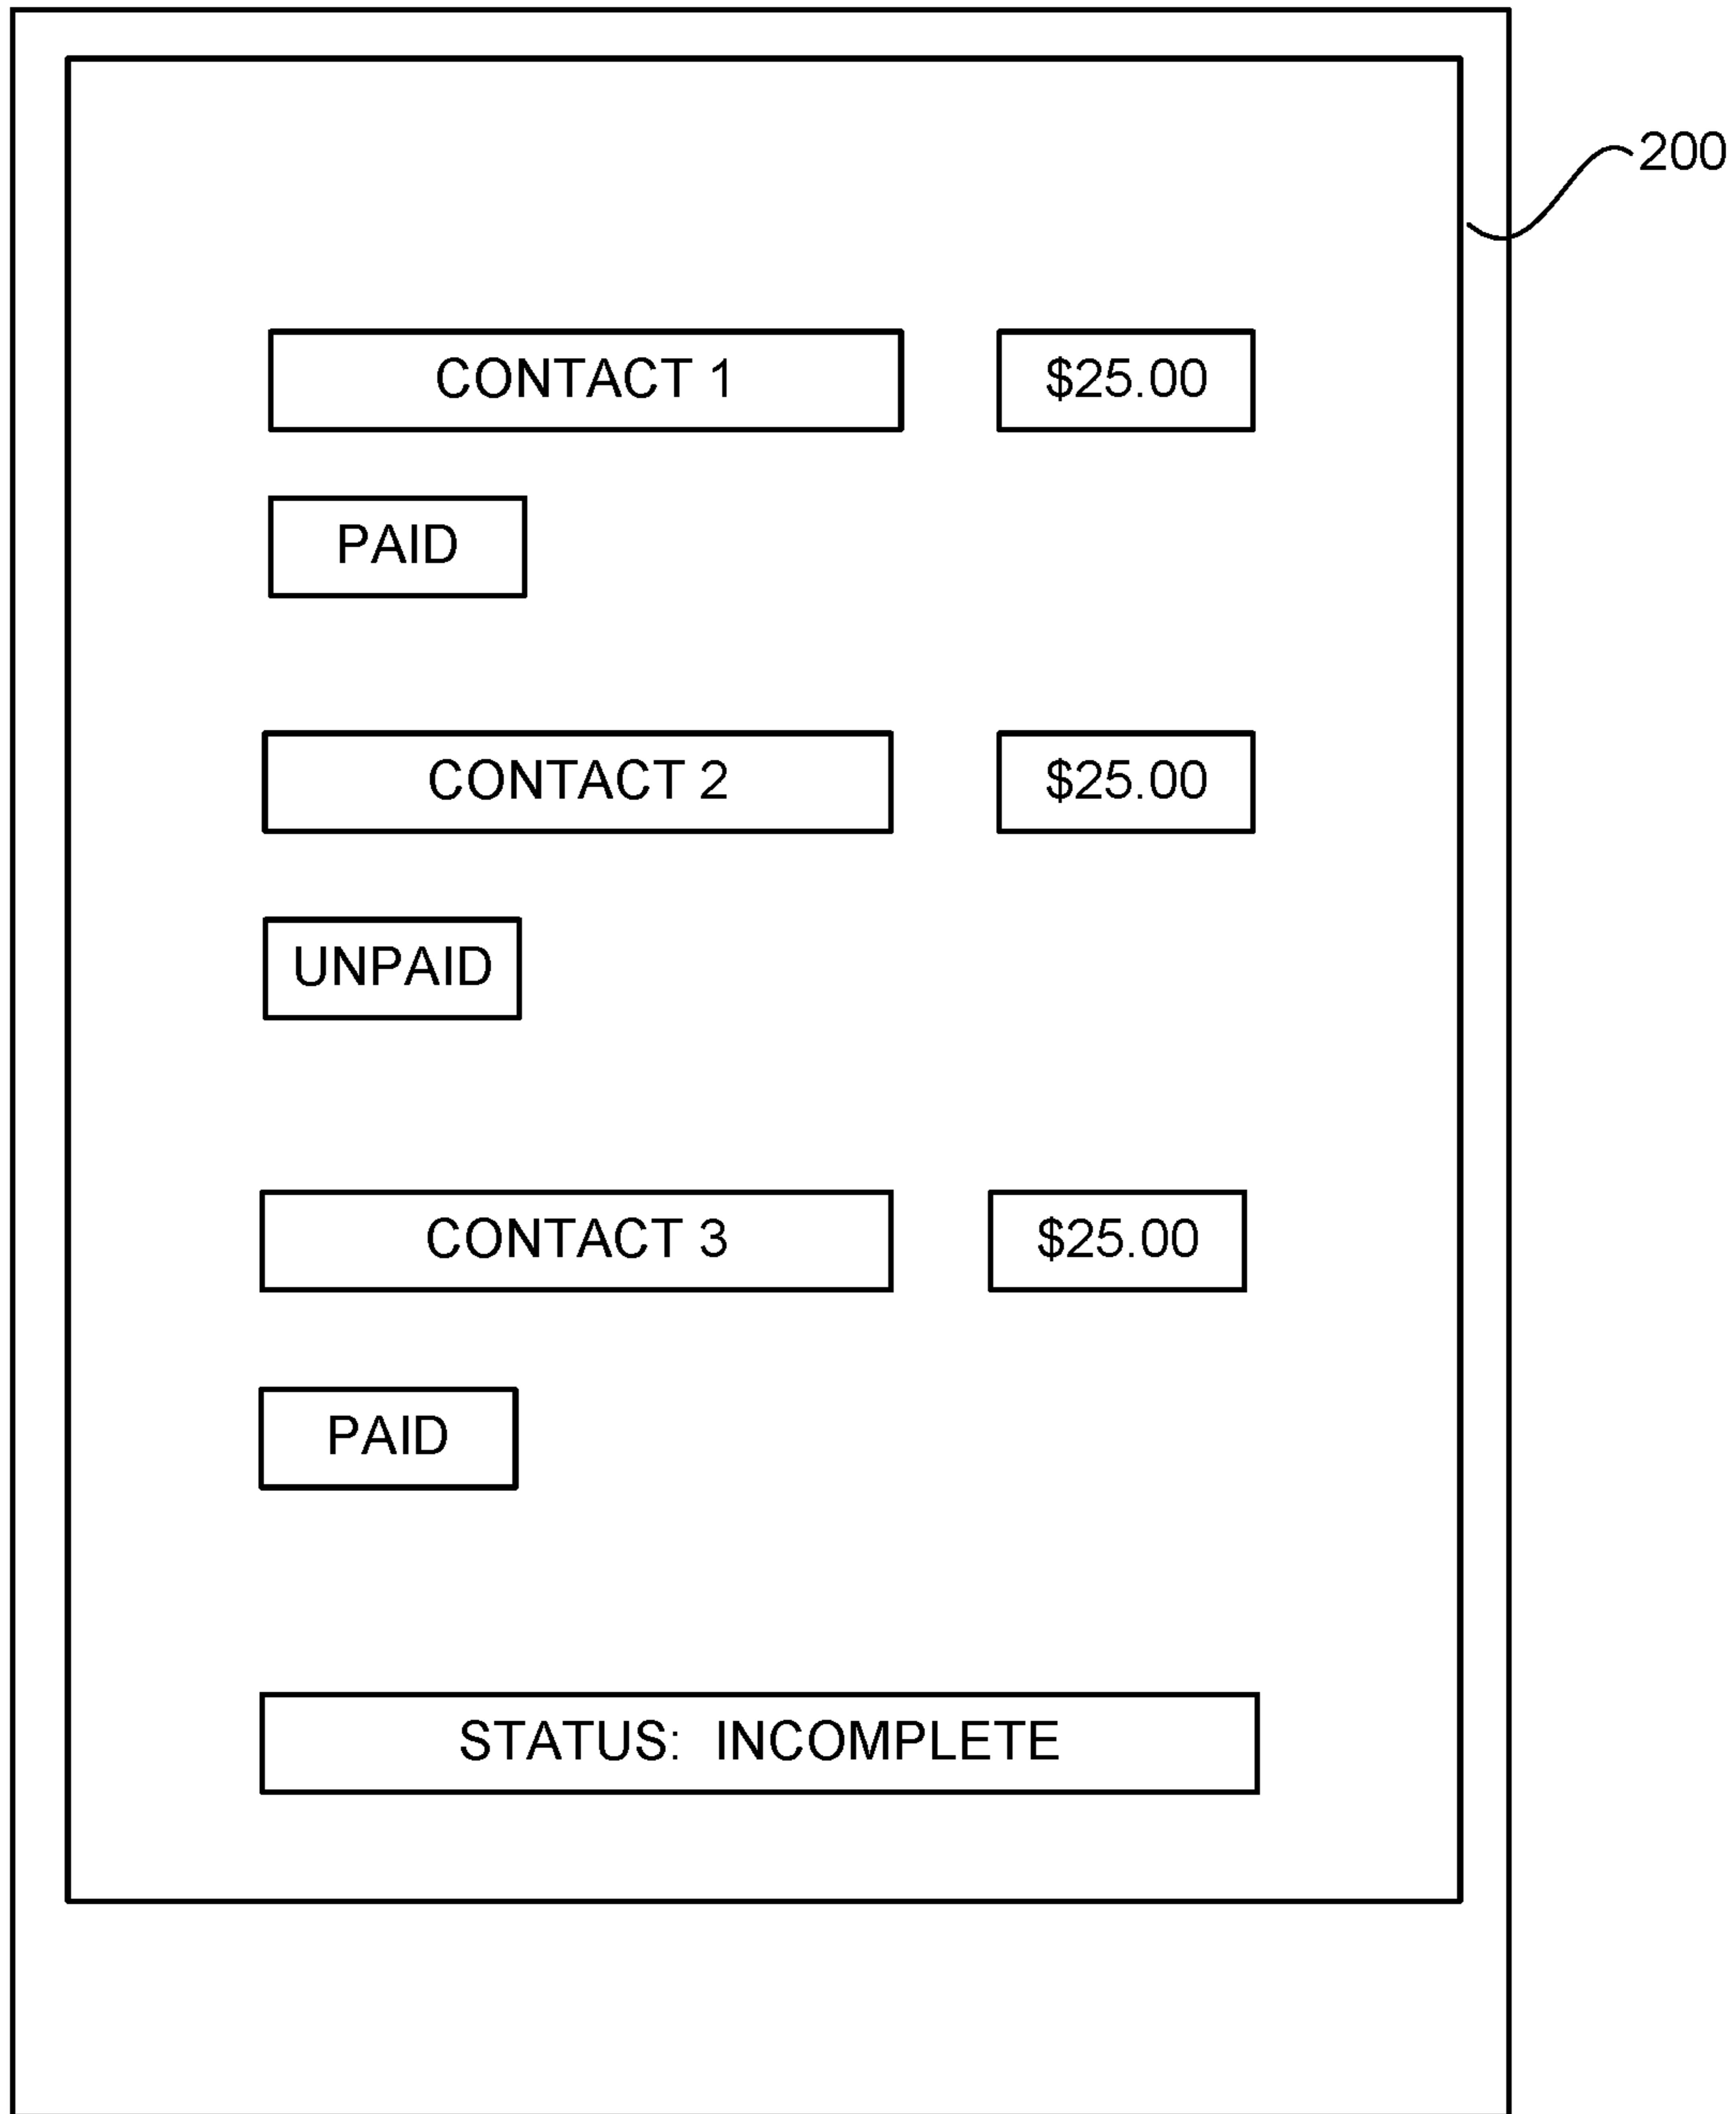 200
CONTACT 1 $25.00
PAID
CONTACT 2 $25.00
UNPAID
CONTACT 3 $25.00
PAID
STATUS: INCOMPLETE